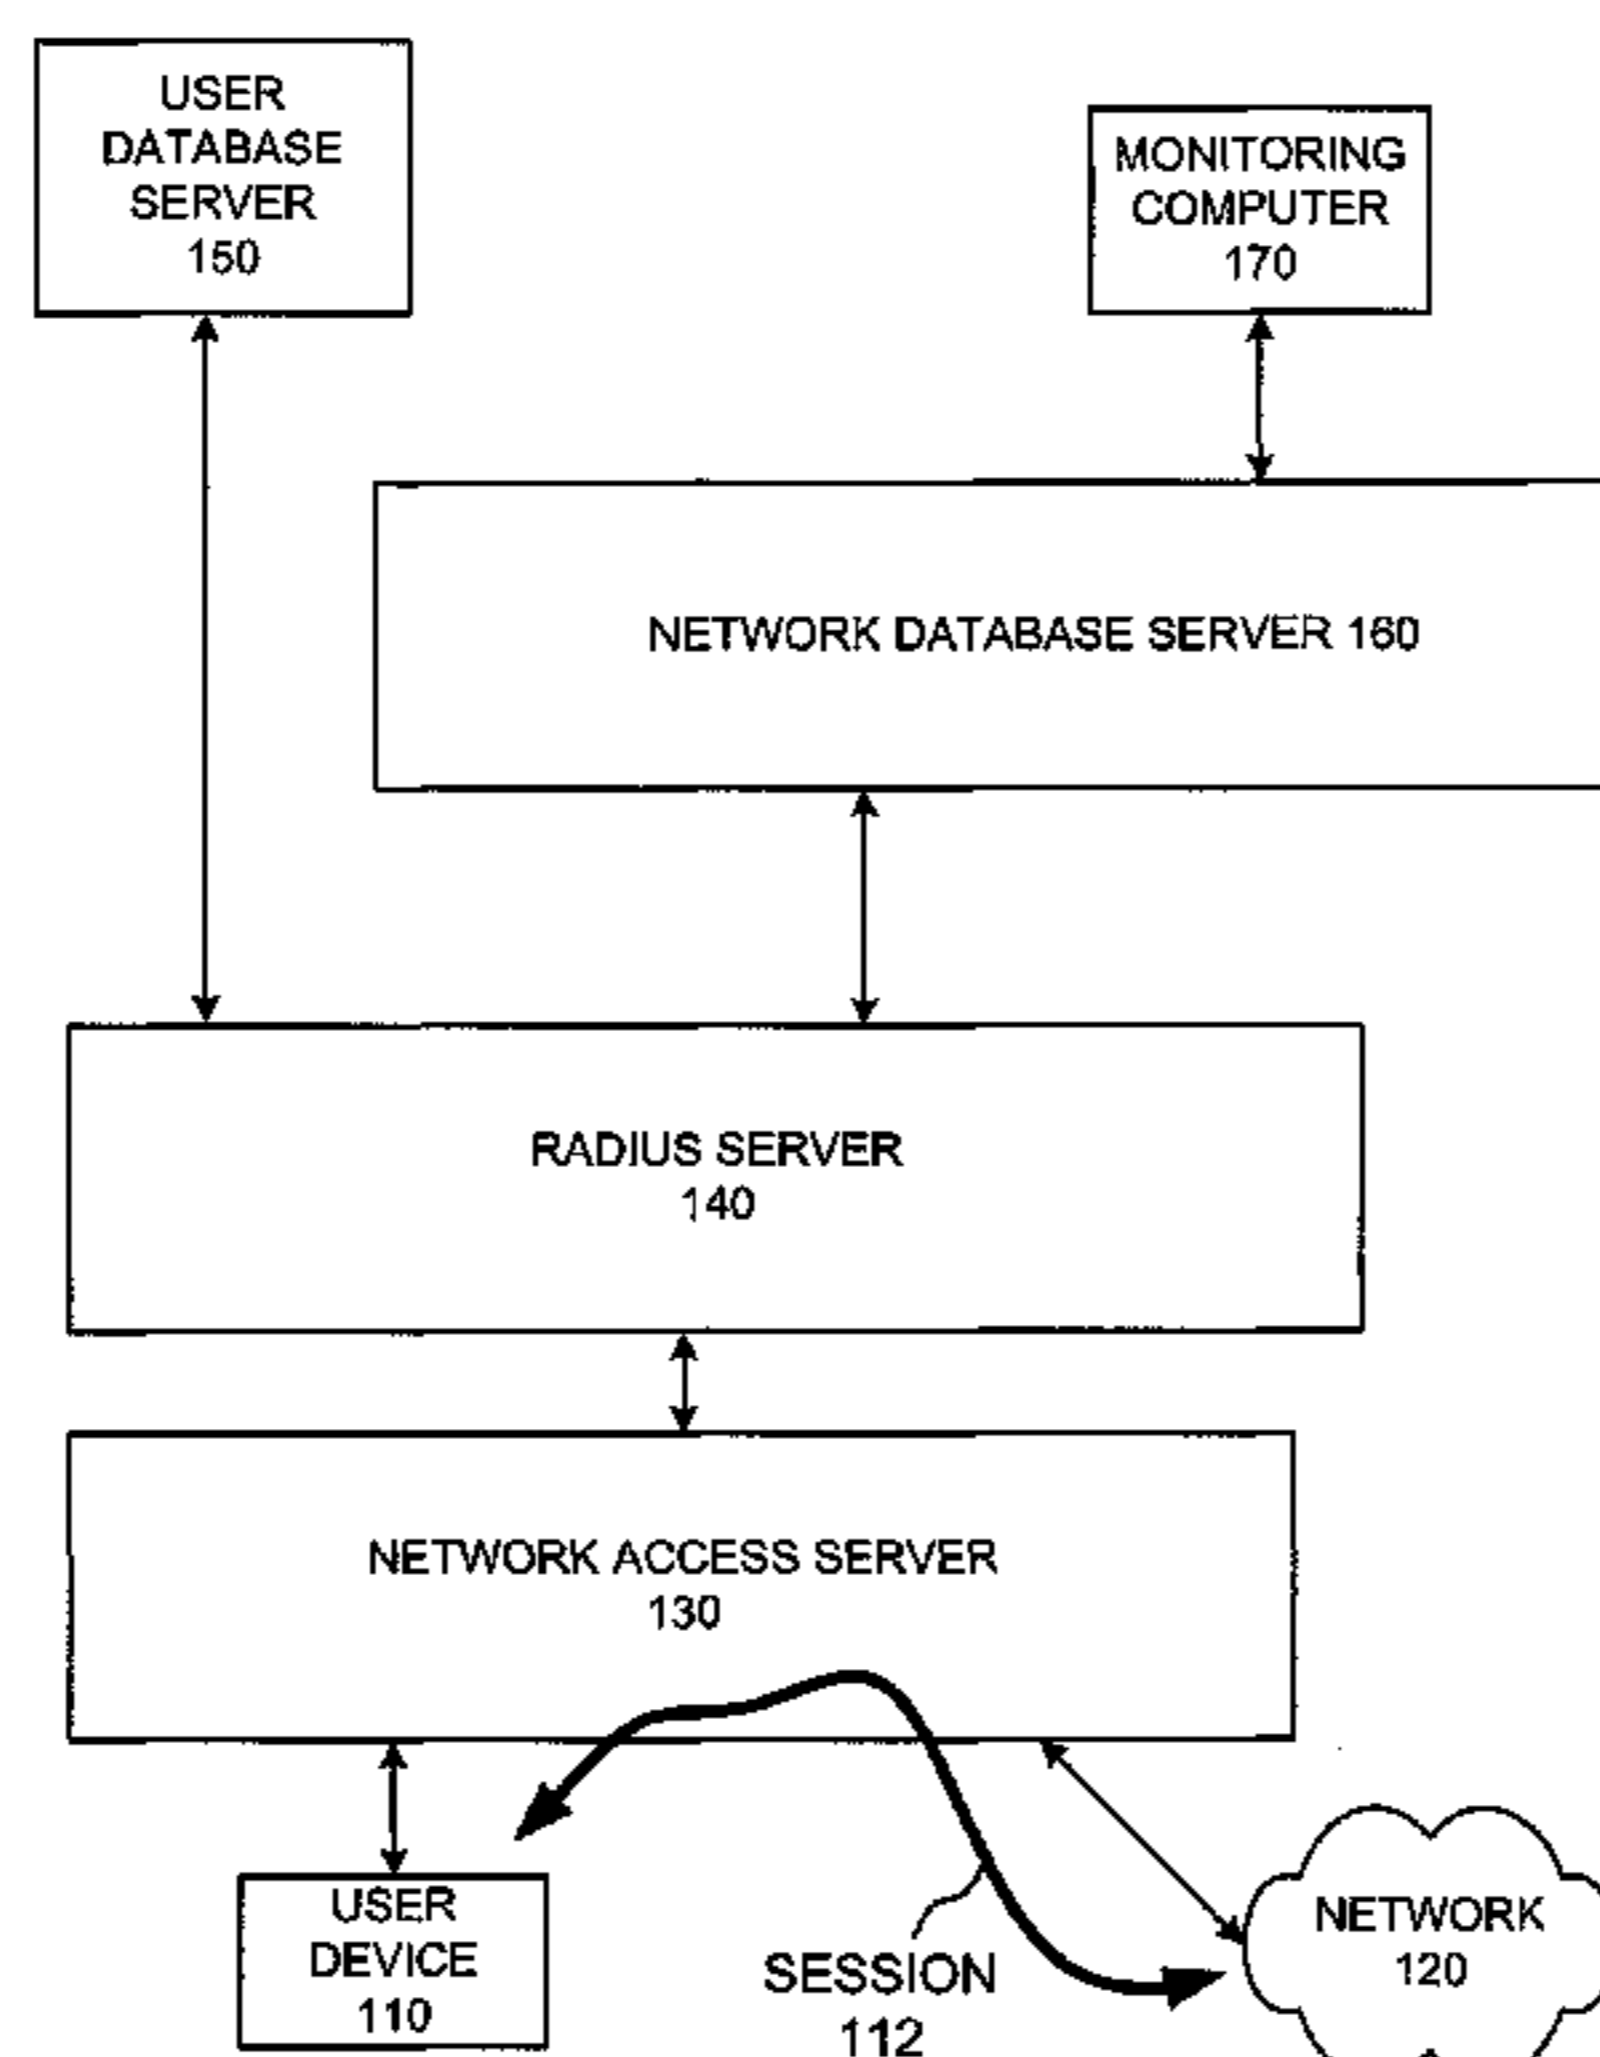 USER
DATABASE
SERVER
150
MONITORING
COMPUTER
170
NETWORK DATABASE SERVER 160
RADIUS SERVER
140
NETWORK ACCESS SERVER
130
USER
DEVICE
110
SESSION
112
NETWORK
120